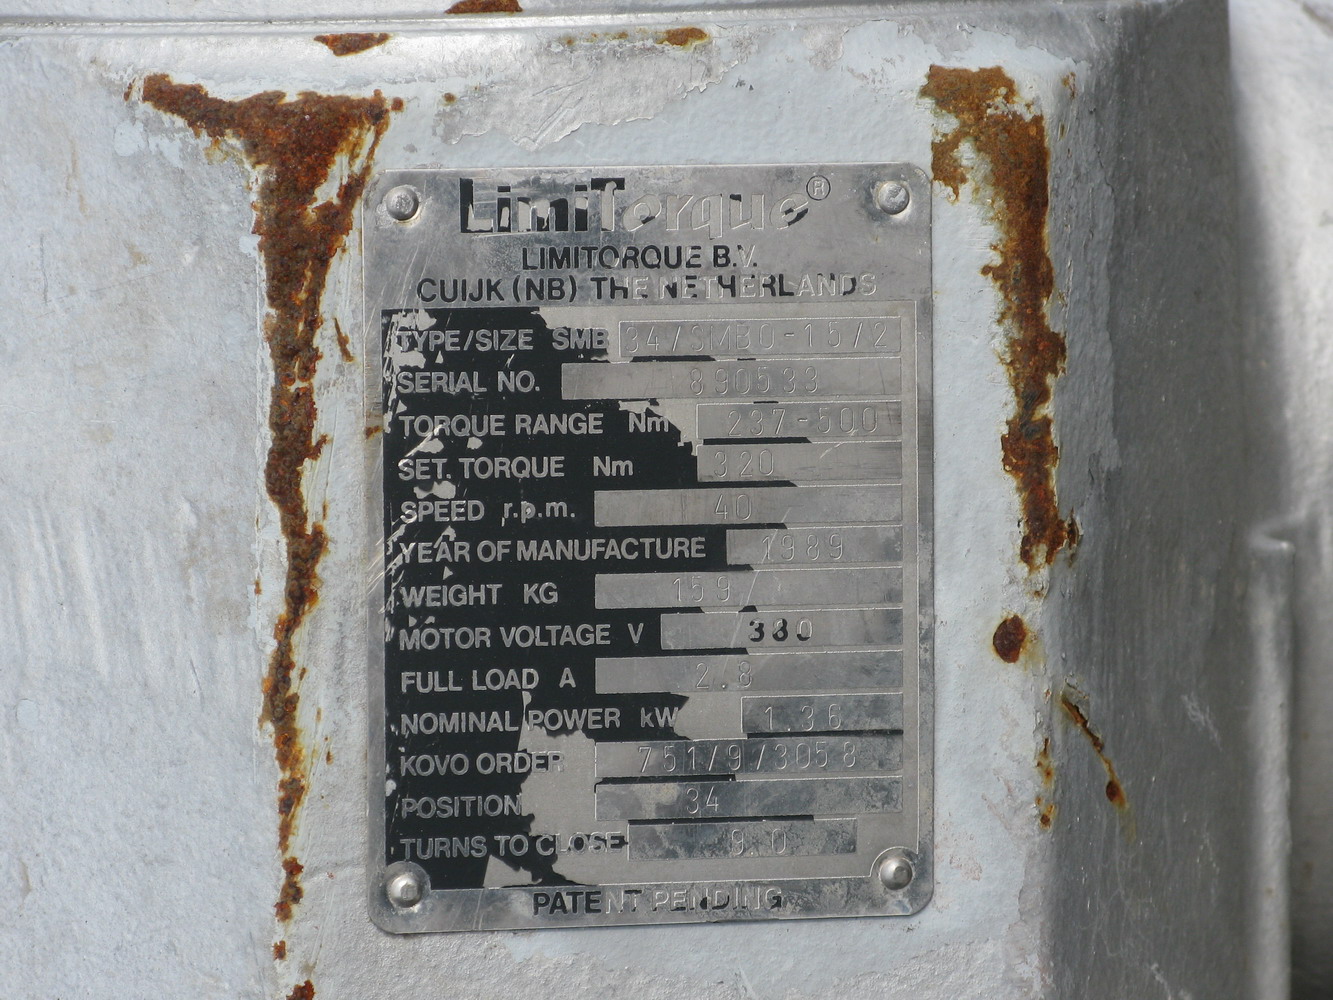 LimiTorque®
LIMITORQUE B.V.
CUIJK (NB) THE NETHERLANDS
TYPE/SIZE SMB 34/SMB0-15/2
SERIAL NO. 890533
TORQUE RANGE Nm 237-500
SET. TORQUE Nm 320
SPEED r.p.m. 40
YEAR OF MANUFACTURE 1989
WEIGHT KG 159
MOTOR VOLTAGE V 380
FULL LOAD A 2.8
NOMINAL POWER kW 1.36
KOVO ORDER 751/9/3058
POSITION 34
TURNS TO CLOSE 9.0
PATENT PENDING